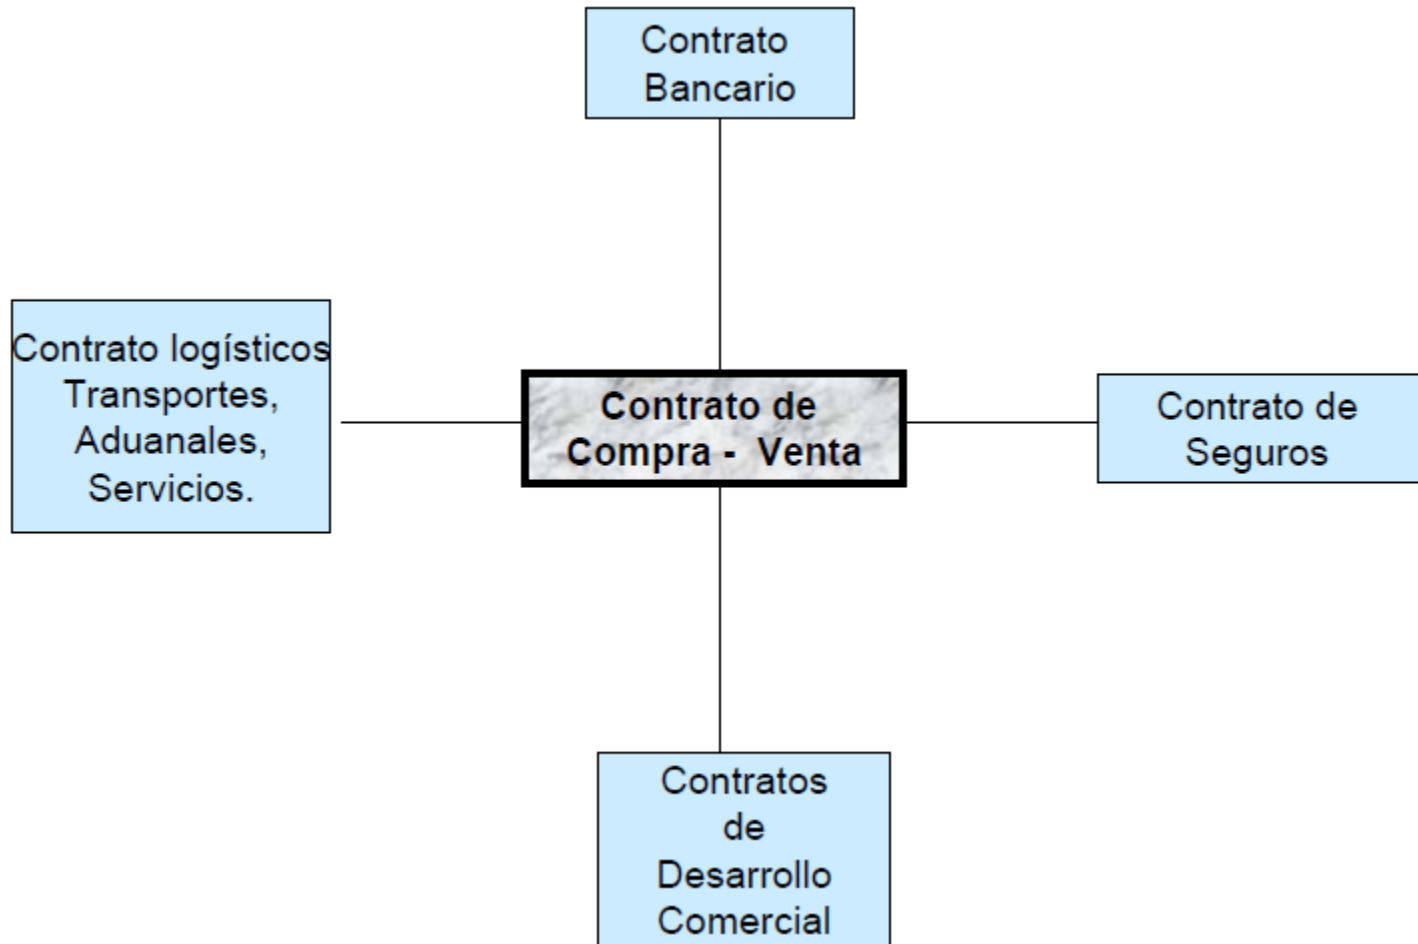 Contrato
Bancario
Contrato logísticos
Transportes,
Aduanales,
Servicios.
Contrato de
Compra - Venta
Contrato de
Seguros
Contratos
de
Desarrollo
Comercial